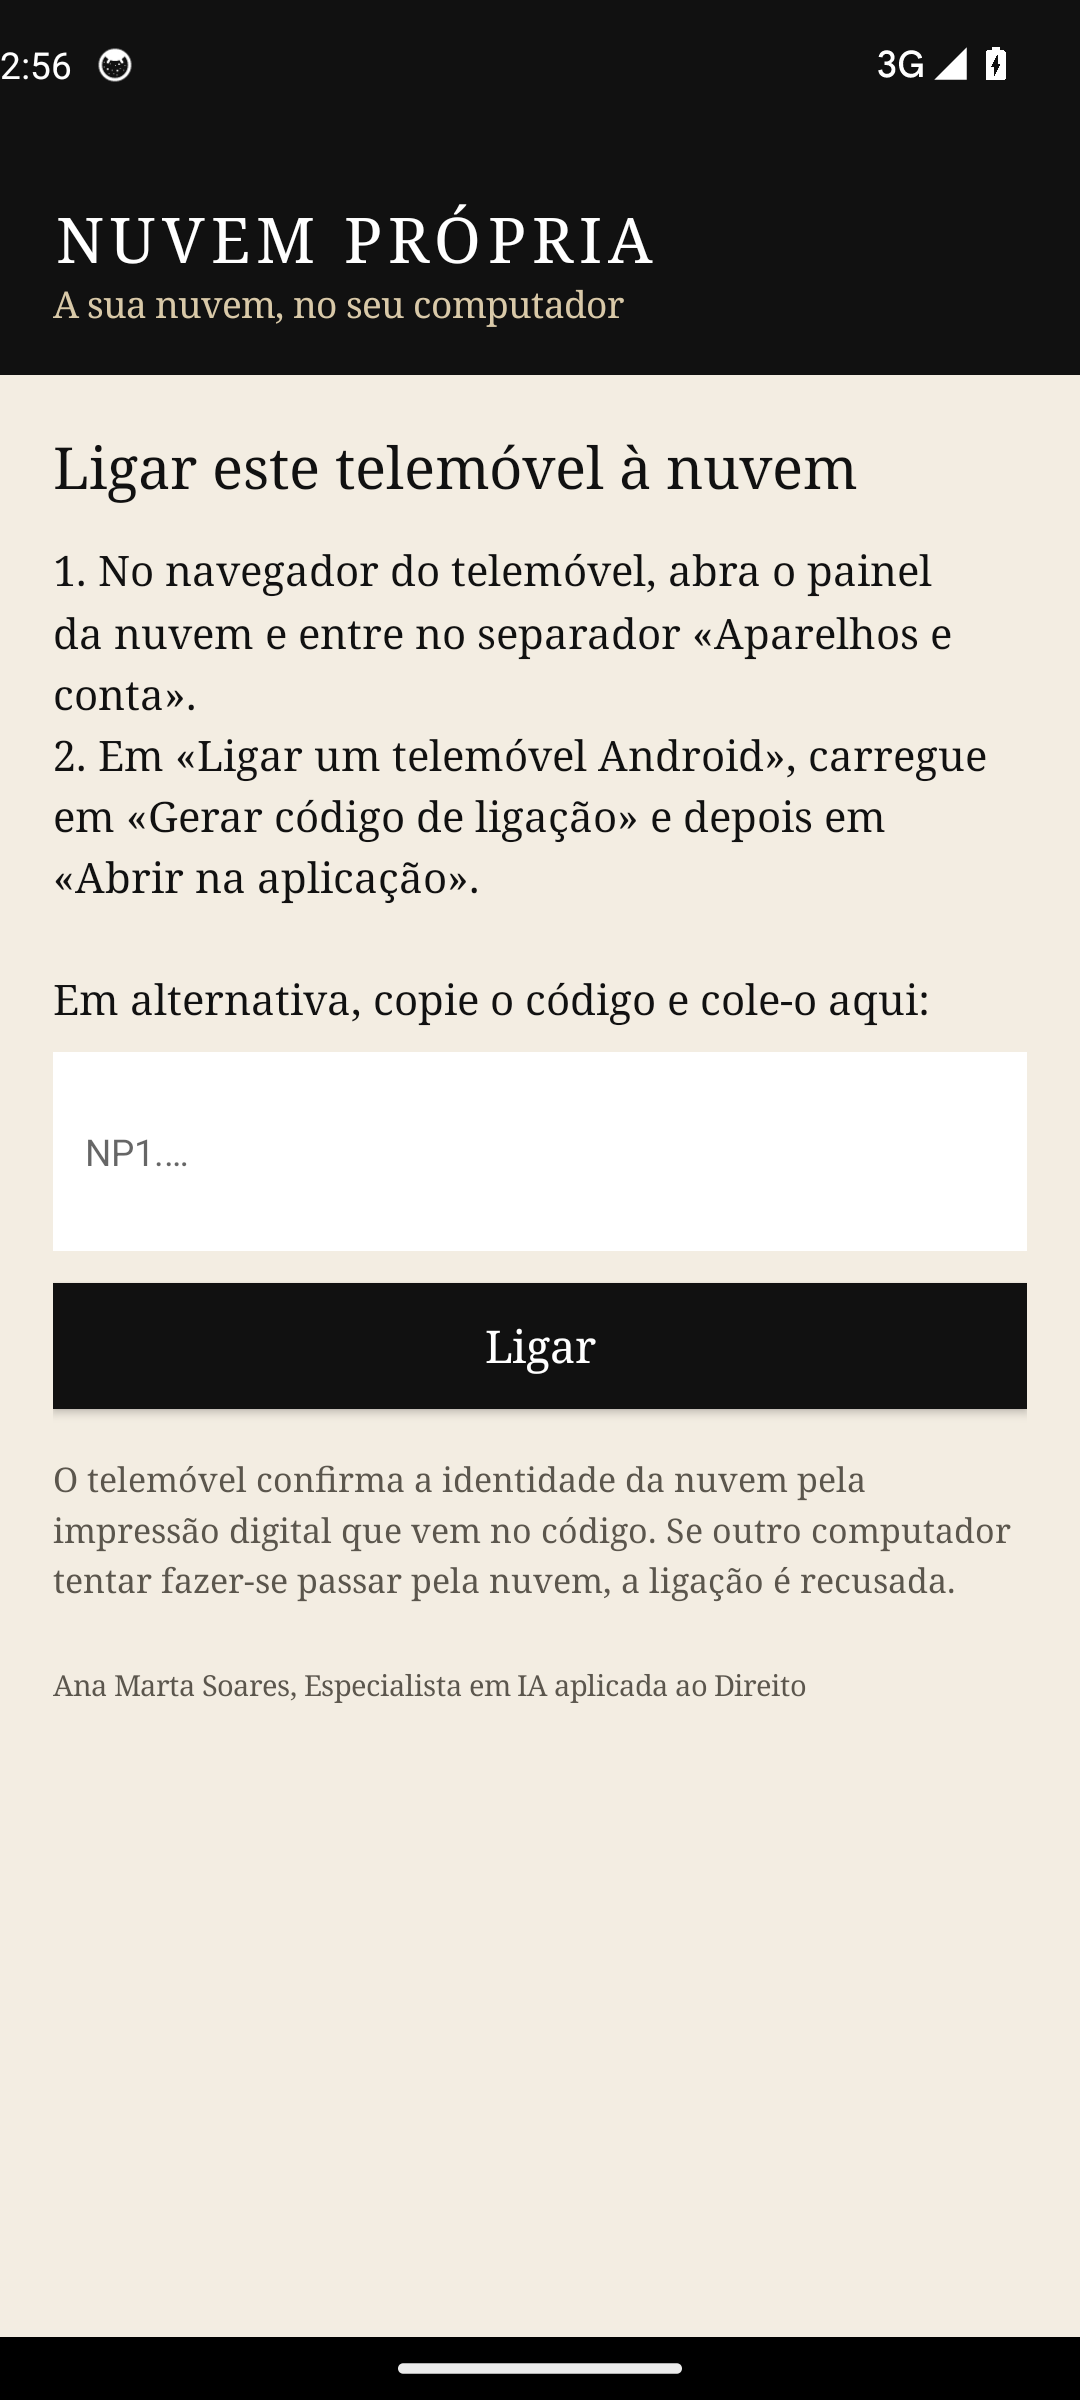 2:56
3G
NUVEM PRÓPRIA
A sua nuvem, no seu computador
Ligar este telemóvel à nuvem
1. No navegador do telemóvel, abra o painel
da nuvem e entre no separador «Aparelhos e
conta».
2. Em «Ligar um telemóvel Android», carregue
em «Gerar código de ligação» e depois em
«Abrir na aplicação».
Em alternativa, copie o código e cole-o aqui:
NP1.…
Ligar
O telemóvel confirma a identidade da nuvem pela
impressão digital que vem no código. Se outro computador
tentar fazer-se passar pela nuvem, a ligação é recusada.
Ana Marta Soares, Especialista em IA aplicada ao Direito